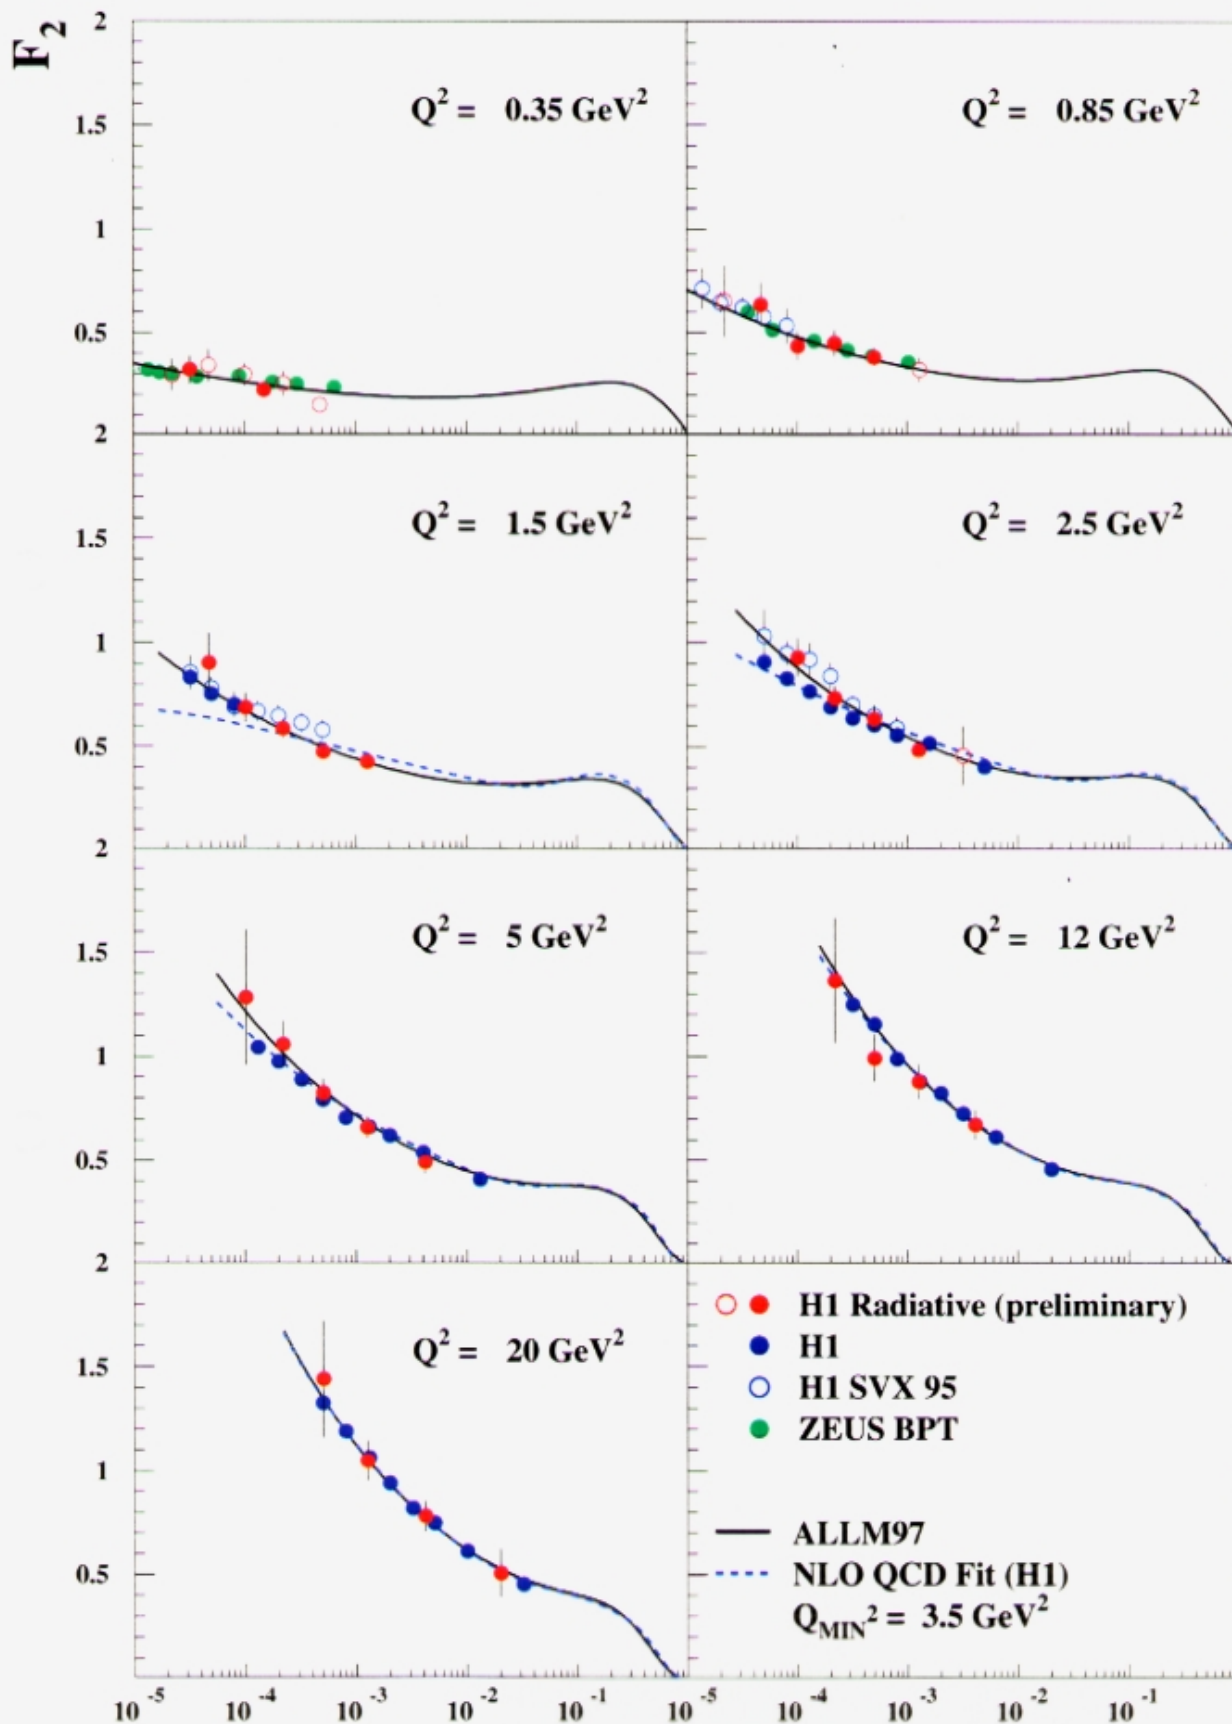 F2
2
Q2 = 0.35 GeV2
Q2 = 0.85 GeV2
1.5
1
0.5
2
Q2 = 1.5 GeV2
Q2 = 2.5 GeV2
1.5
1
0.5
2
Q2 = 5 GeV2
Q2 = 12 GeV2
1.5
1
0.5
2
H1 Radiative (preliminary)
H1
Q2 = 20 GeV2
1.5
H1 SVX 95
ZEUS BPT
1
ALLM97
0.5
NLO QCD Fit (H1)
QMIN2 = 3.5 GeV2
10-5 10-4 10-3 10-2 10-1 10-5 10-4 10-3 10-2 10-1